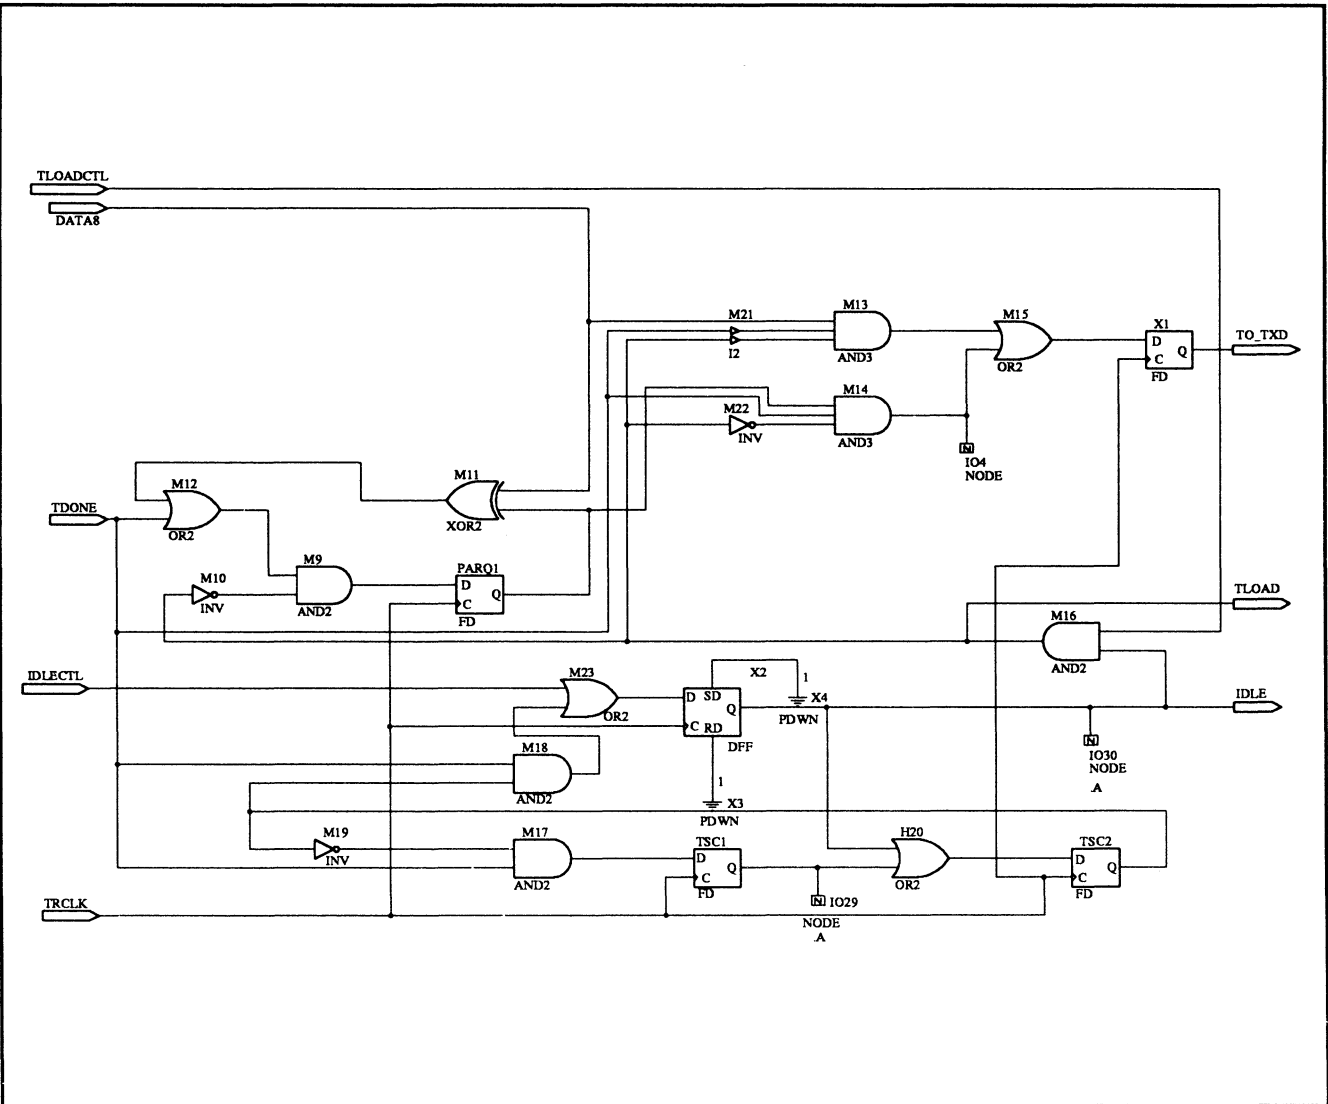 TLOADCTL
DATA8
M21
I2
M13
AND3
M15
OR2
X1
D
Q
C
FD
TO_TXD
M14
AND3
M22
INV
N
IO4
NODE
M12
OR2
M11
XOR2
TDONE
M9
AND2
M10
INV
PARQ1
D
Q
C
FD
TLOAD
M16
AND2
IDLECTL
M23
OR2
X2
1
D SD
Q
C RD
DFF
X4
PDWN
IDLE
N
IO30
NODE
.A
M18
AND2
1
X3
PDWN
M19
INV
M17
AND2
TSC1
D
Q
C
FD
H20
OR2
TSC2
D
Q
C
FD
TRCLK
N IO29
NODE
.A